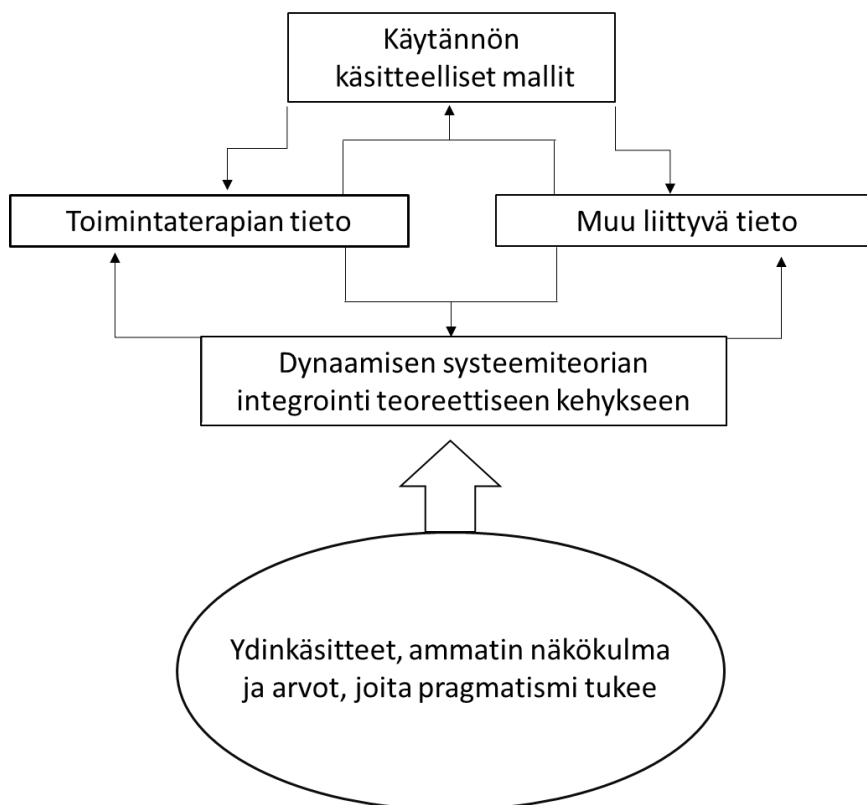 Käytännön
käsitteelliset mallit
Toimintaterapian tieto
Muu liittyvä tieto
Dynaamisen systeemiteorian
integrointi teoreettiseen kehykseen
Ydinkäsitteet, ammatin näkökulma
ja arvot, joita pragmatismi tukee